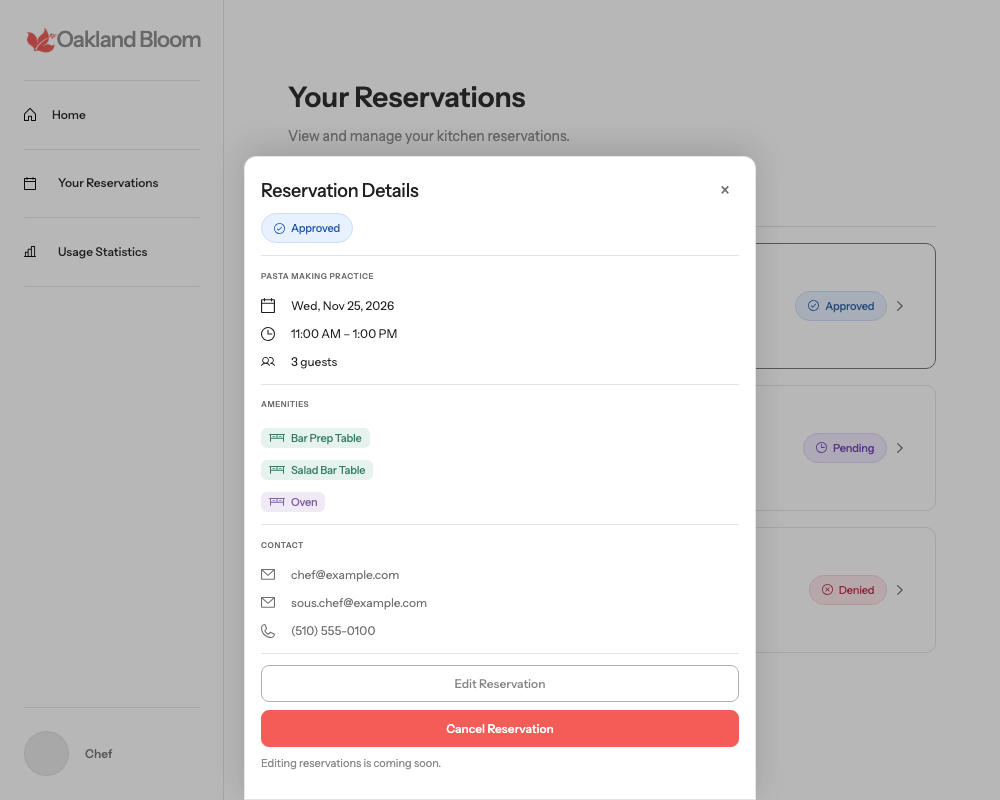 Oakland Bloom
Home
Your Reservations
Usage Statistics
Chef
Your Reservations
View and manage your kitchen reservations.
Approved
Pending
Denied
Reservation Details
×
Approved
PASTA MAKING PRACTICE
Wed, Nov 25, 2026
11:00 AM – 1:00 PM
3 guests
AMENITIES
Bar Prep Table
Salad Bar Table
Oven
CONTACT
chef@example.com
sous.chef@example.com
(510) 555-0100
Edit Reservation
Cancel Reservation
Editing reservations is coming soon.